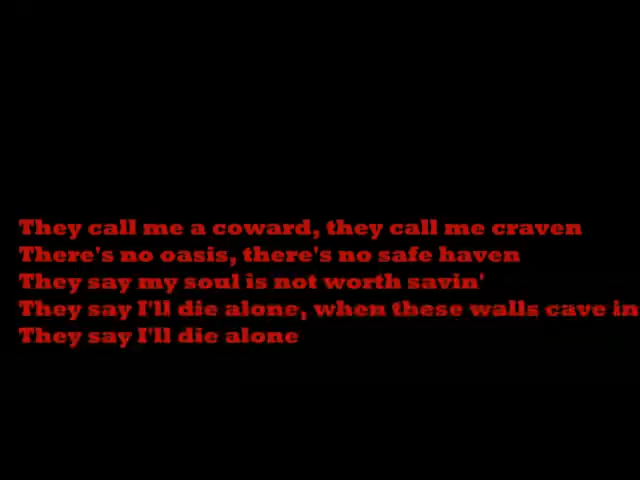 They call me a coward, they call me craven
There's no oasis, there's no safe haven
They say my soul is not worth savin'
They say I'll die alone, when these walls cave in
They say I'll die alone